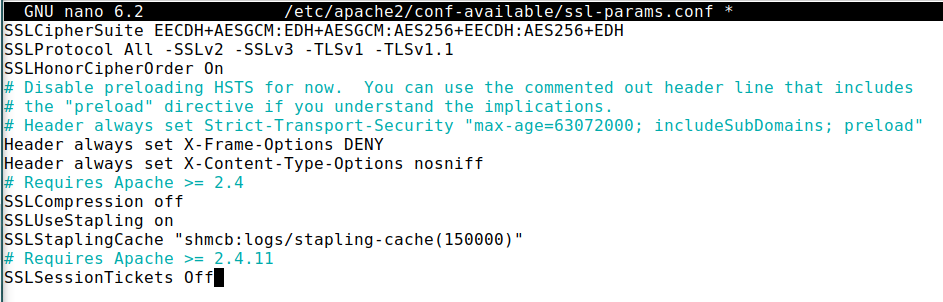 GNU nano 6.2 /etc/apache2/conf-available/ssl-params.conf *
SSLCipherSuite EECDH+AESGCM:EDH+AESGCM:AES256+EECDH:AES256+EDH
SSLProtocol All -SSLv2 -SSLv3 -TLSv1 -TLSv1.1
SSLHonorCipherOrder On
# Disable preloading HSTS for now.  You can use the commented out header line that includes
# the "preload" directive if you understand the implications.
# Header always set Strict-Transport-Security "max-age=63072000; includeSubDomains; preload"
Header always set X-Frame-Options DENY
Header always set X-Content-Type-Options nosniff
# Requires Apache >= 2.4
SSLCompression off
SSLUseStapling on
SSLStaplingCache "shmcb:logs/stapling-cache(150000)"
# Requires Apache >= 2.4.11
SSLSessionTickets Off